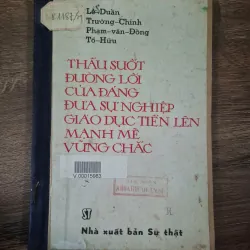 Lê-Duẩn
Trường-Chinh
Phạm-văn-Đồng
Tố-Hữu
THẤU SUỐT
ĐƯỜNG LỐI
CỦA ĐẢNG
ĐƯA SỰ NGHIỆP
GIÁO DỤC TIẾN LÊN
MẠNH MẼ
VỮNG CHẮC
ST
Nhà xuất bản Sự thật